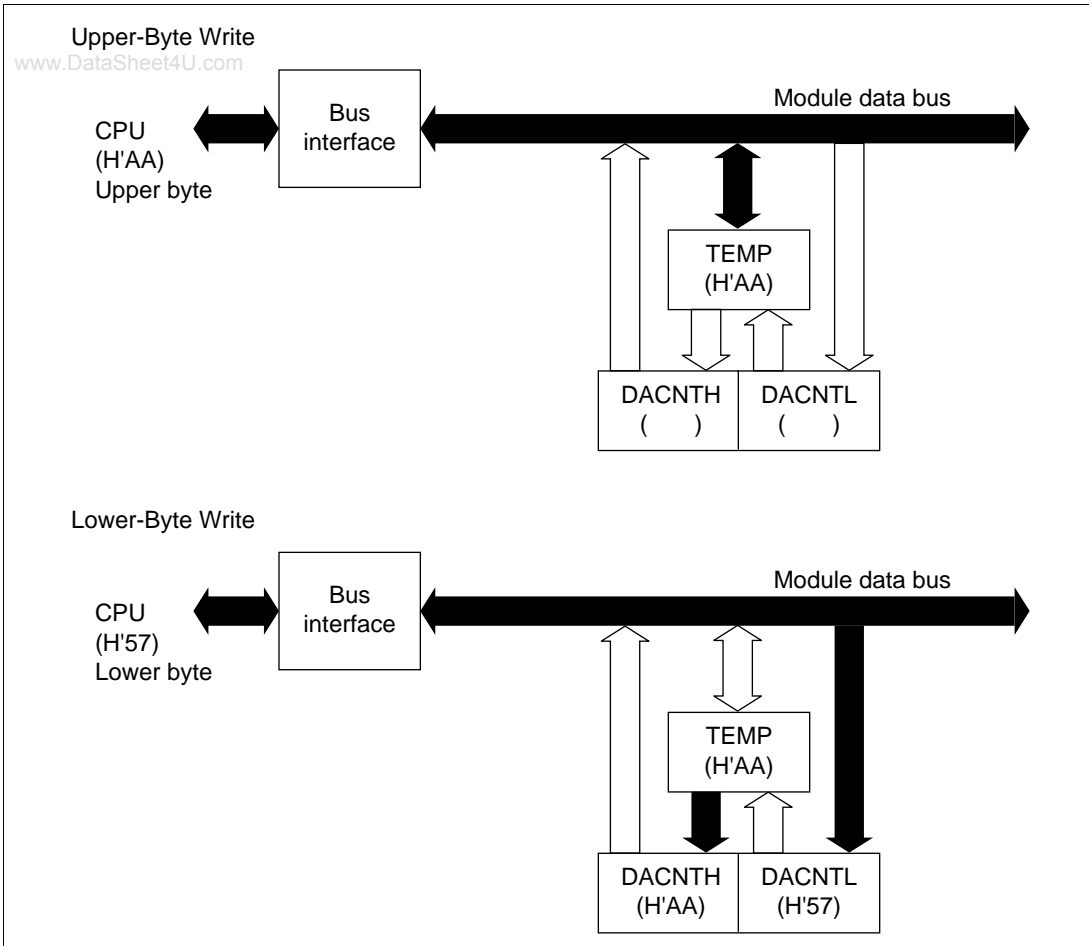 Upper-Byte Write
www.DataSheet4U.com
CPU
(H'AA)
Upper byte
Bus
interface
Module data bus
TEMP
(H'AA)
DACNTH
( )
DACNTL
( )
Lower-Byte Write
CPU
(H'57)
Lower byte
Bus
interface
Module data bus
TEMP
(H'AA)
DACNTH
(H'AA)
DACNTL
(H'57)